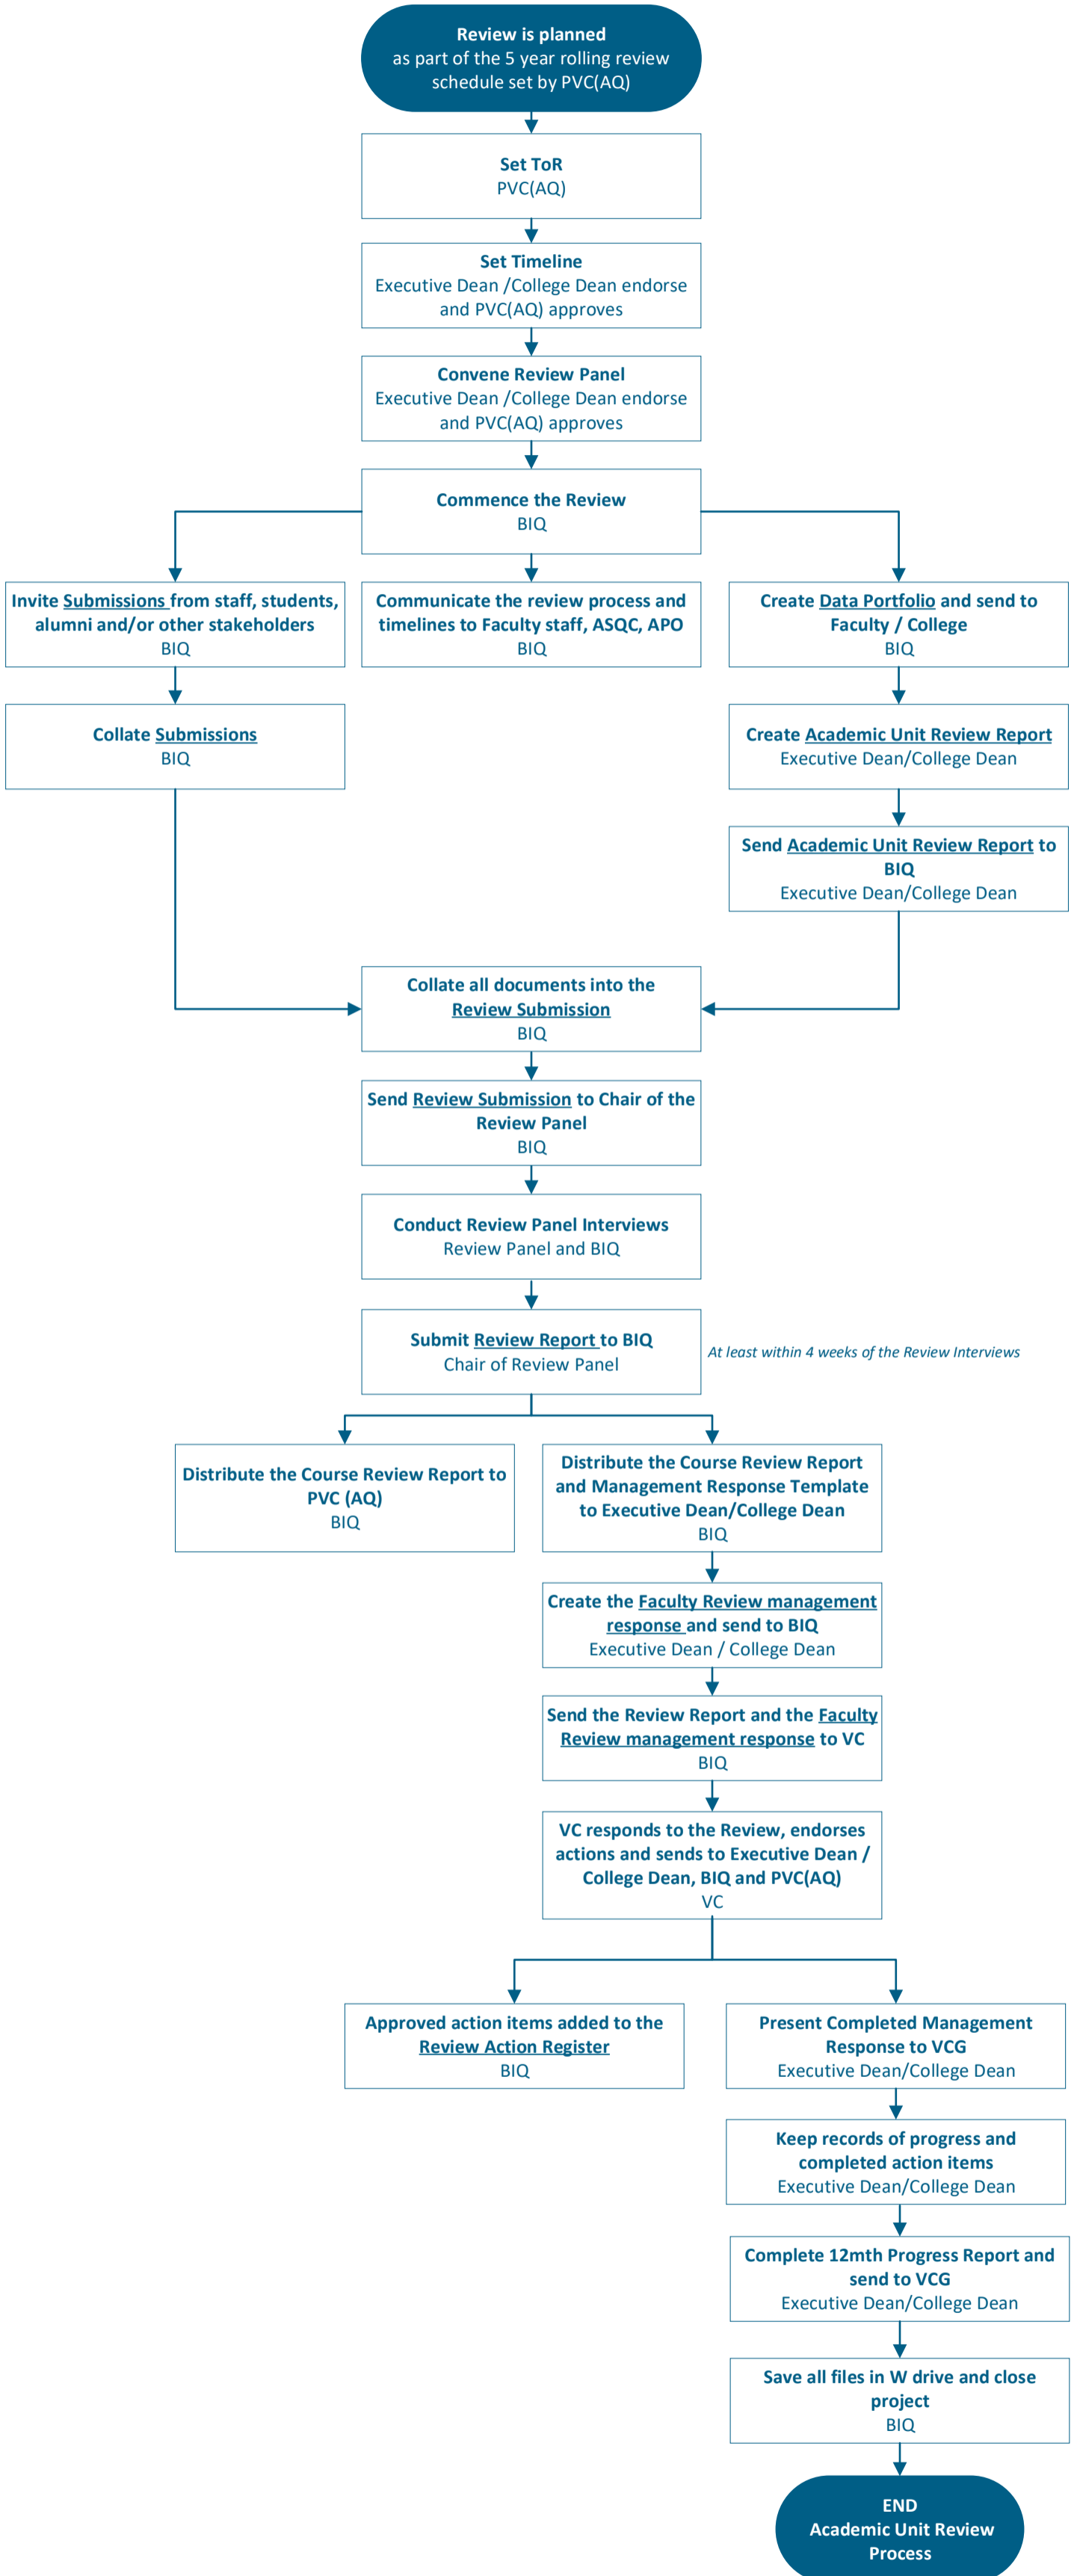 Review is planned
as part of the 5 year rolling review
schedule set by PVC(AQ)
Set ToR
PVC(AQ)
Set Timeline
Executive Dean /College Dean endorse
and PVC(AQ) approves
Convene Review Panel
Executive Dean /College Dean endorse
and PVC(AQ) approves
Commence the Review
BIQ
Invite Submissions from staff, students,
alumni and/or other stakeholders
BIQ
Communicate the review process and
timelines to Faculty staff, ASQC, APO
BIQ
Create Data Portfolio and send to
Faculty / College
BIQ
Collate Submissions
BIQ
Create Academic Unit Review Report
Executive Dean/College Dean
Send Academic Unit Review Report to
BIQ
Executive Dean/College Dean
Collate all documents into the
Review Submission
BIQ
Send Review Submission to Chair of the
Review Panel
BIQ
Conduct Review Panel Interviews
Review Panel and BIQ
Submit Review Report to BIQ
Chair of Review Panel
At least within 4 weeks of the Review Interviews
Distribute the Course Review Report to
PVC (AQ)
BIQ
Distribute the Course Review Report
and Management Response Template
to Executive Dean/College Dean
BIQ
Create the Faculty Review management
response and send to BIQ
Executive Dean / College Dean
Send the Review Report and the Faculty
Review management response to VC
BIQ
VC responds to the Review, endorses
actions and sends to Executive Dean /
College Dean, BIQ and PVC(AQ)
VC
Approved action items added to the
Review Action Register
BIQ
Present Completed Management
Response to VCG
Executive Dean/College Dean
Keep records of progress and
completed action items
Executive Dean/College Dean
Complete 12mth Progress Report and
send to VCG
Executive Dean/College Dean
Save all files in W drive and close
project
BIQ
END
Academic Unit Review
Process